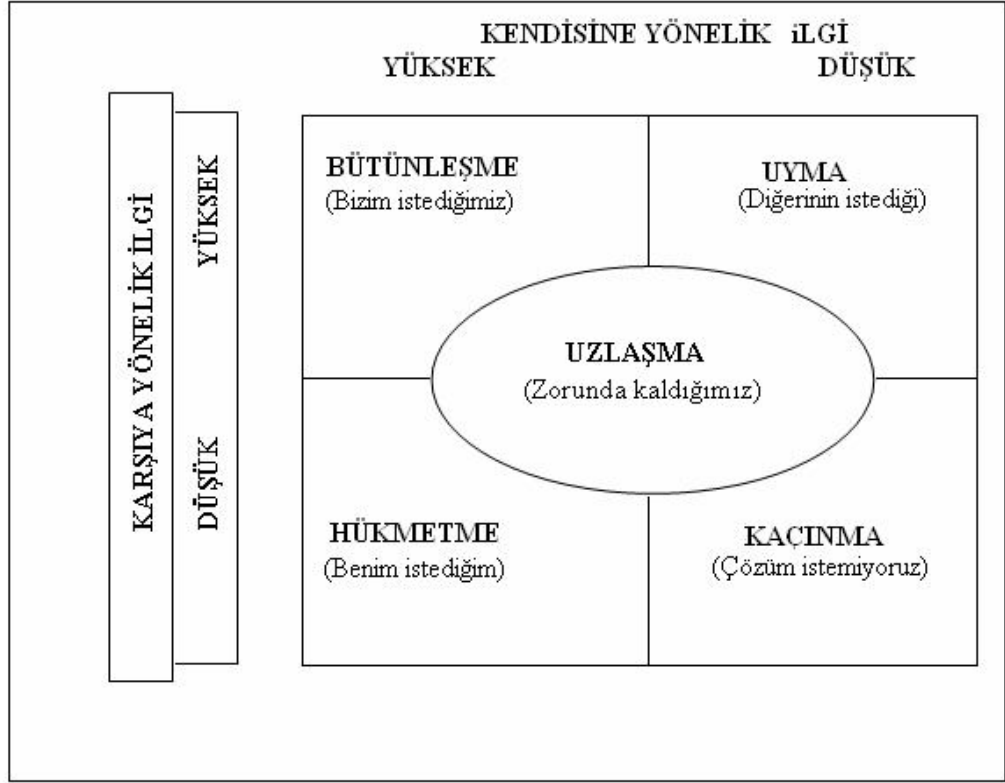 KENDİSİNE YÖNELİK iLGİ
YÜKSEK DÜŞÜK
KARŞIYA YÖNELİK İLGİ
YÜKSEK
DÜŞÜK
BÜTÜNLEŞME
(Bizim istediğimiz)
UYMA
(Diğerinin istediği)
UZLAŞMA
(Zorunda kaldığımız)
HÜKMETME
(Benim istediğim)
KAÇINMA
(Çözüm istemiyoruz)